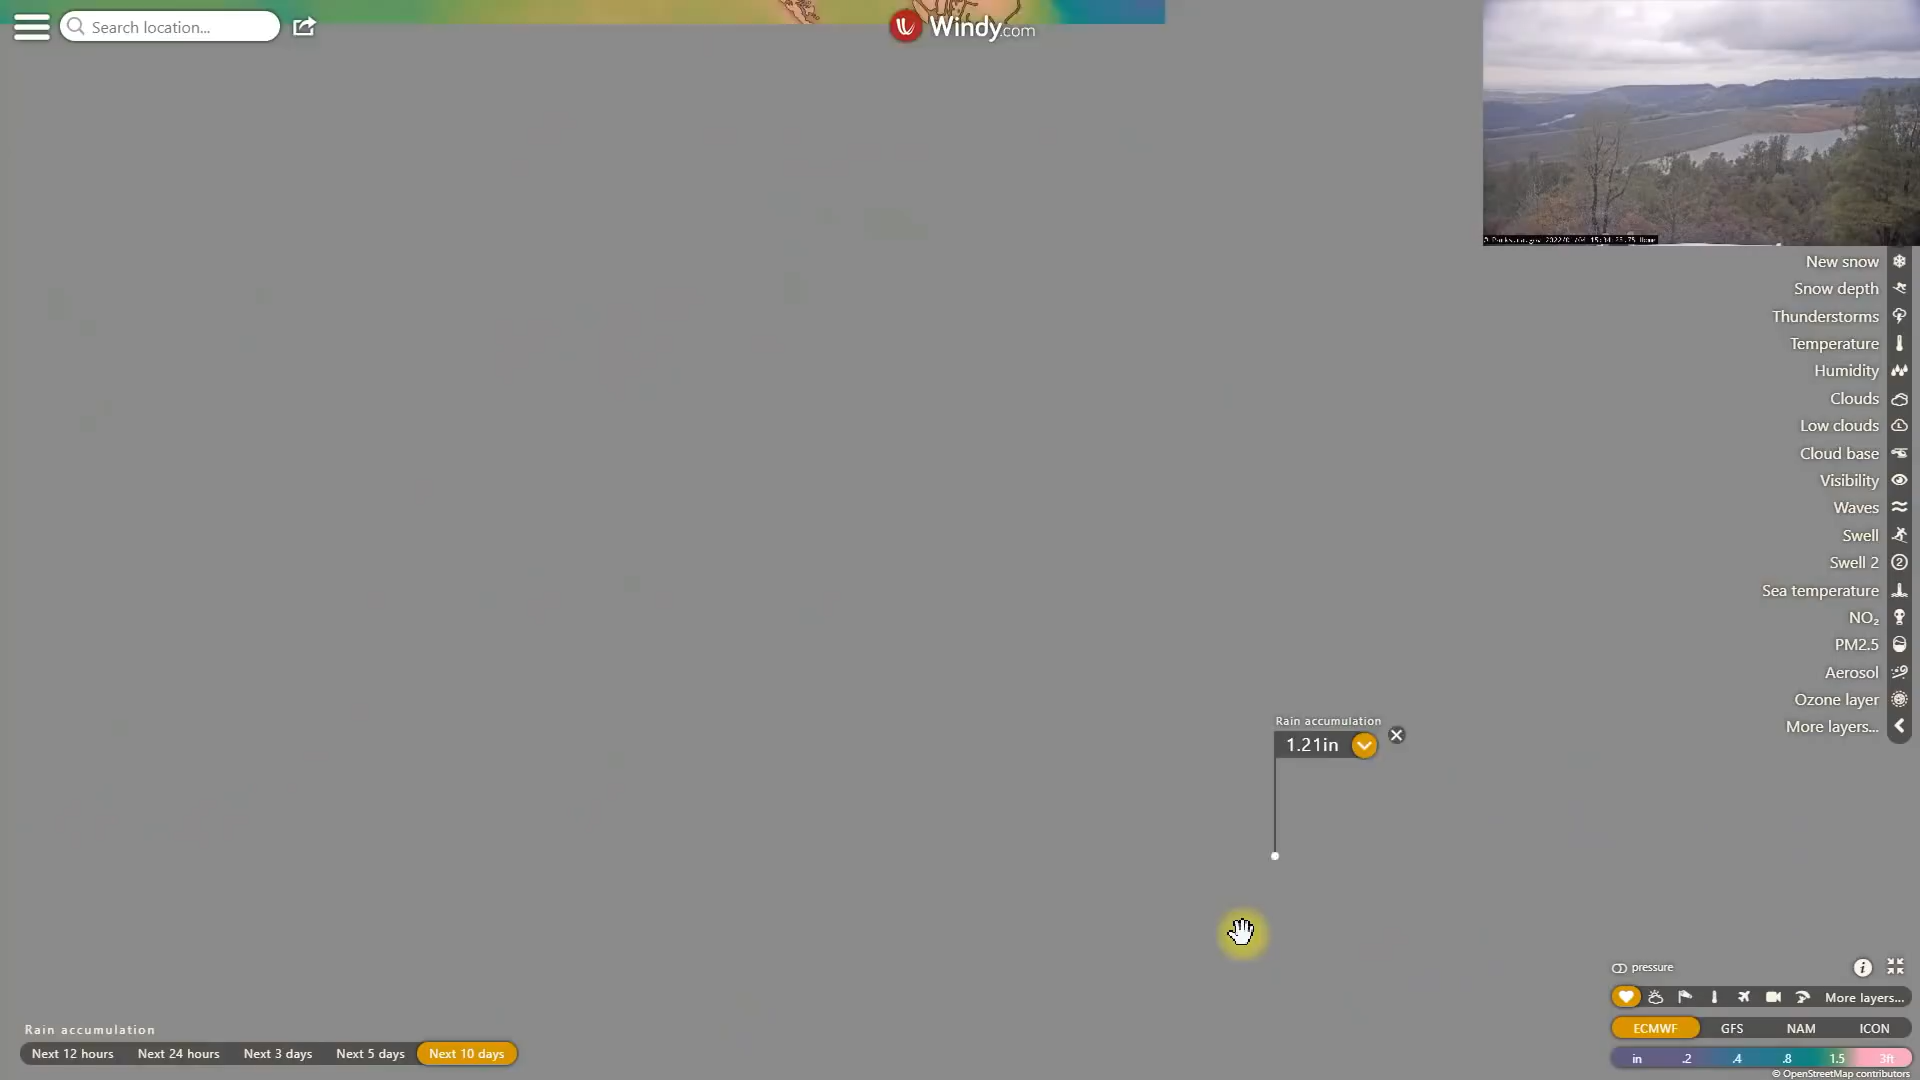 Search location...
Windy.com
New snow
Snow depth
Thunderstorms
Temperature
Humidity
Clouds
Low clouds
Cloud base
Visibility
Waves
Swell
Swell 2
Sea temperature
NO₂
PM2.5
Aerosol
Ozone layer
More layers...
Rain accumulation
1.21in
pressure
More layers...
ECMWF GFS NAM ICON
in .2 .4 .8 1.5 3ft
© OpenStreetMap contributors
Rain accumulation
Next 12 hours Next 24 hours Next 3 days Next 5 days Next 10 days